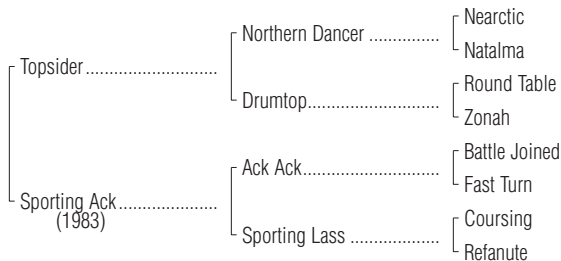 Nearctic
Northern Dancer ...............
Natalma
Topsider............................
Round Table
Drumtop............................
Zonah
Battle Joined
Ack Ack.............................
Fast Turn
Sporting Ack.....................
(1983)
Coursing
Sporting Lass ..................
Refanute